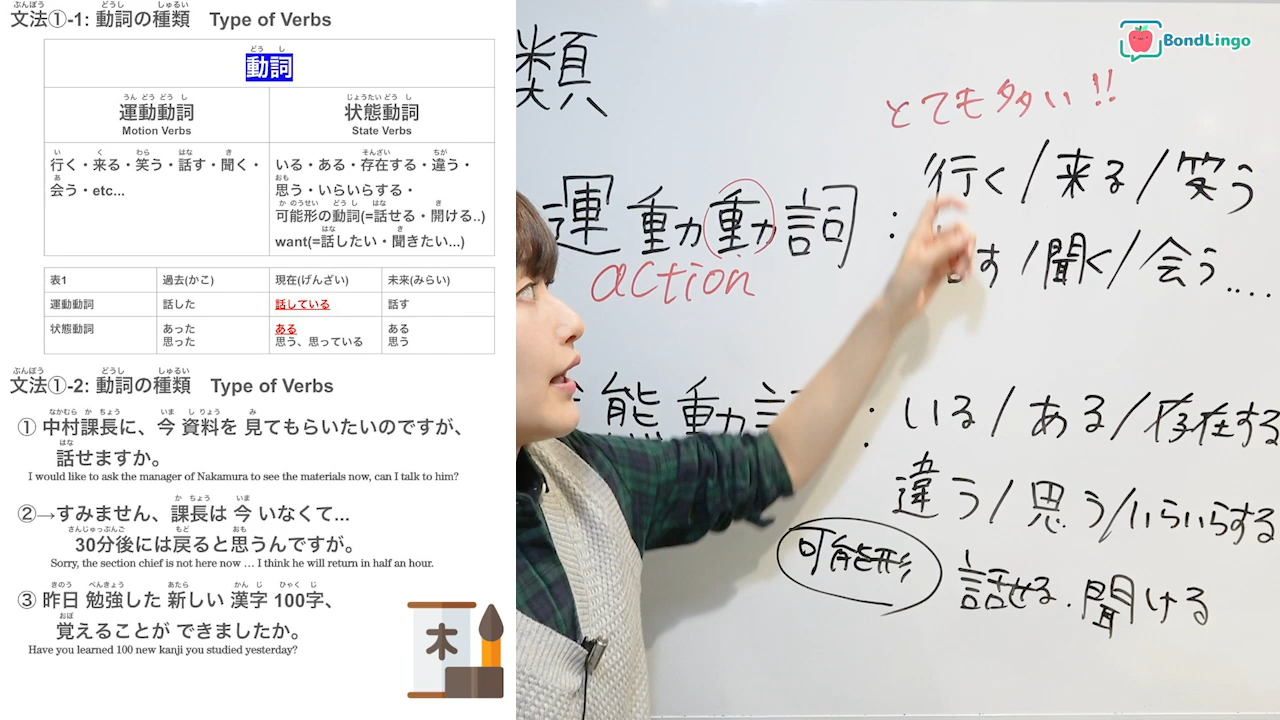 文法①-1: 動詞の種類 Type of Verbs
動詞
運動動詞
Motion Verbs
状態動詞
State Verbs
行く・来る・笑う・話す・聞く・
会う・etc...
いる・ある・存在する・違う・
思う・いらいらする・
可能形の動詞(=話せる・開ける..)
want(=話したい・聞きたい...)
表1 過去(かこ) 現在(げんざい) 未来(みらい)
運動動詞 話した 話している 話す
状態動詞 あった ある ある
思った 思う、思っている 思う
文法①-2: 動詞の種類 Type of Verbs
① 中村課長に、今 資料を 見てもらいたいのですが、
話せますか。
I would like to ask the manager of Nakamura to see the materials now, can I talk to him?
②→すみません、課長は 今 いなくて...
30分後には戻ると思うんですが。
Sorry, the section chief is not here now … I think he will return in half an hour.
③ 昨日 勉強した 新しい 漢字 100字、
覚えることが できましたか。
Have you learned 100 new kanji you studied yesterday?
木
BondLingo
類
とても多い!!
運動動詞:
action
行く/来る/笑う
す/聞く/会う....
能動:
いる/ある/存在する
違う/思う/いらいらする
可能形 話せる.聞ける